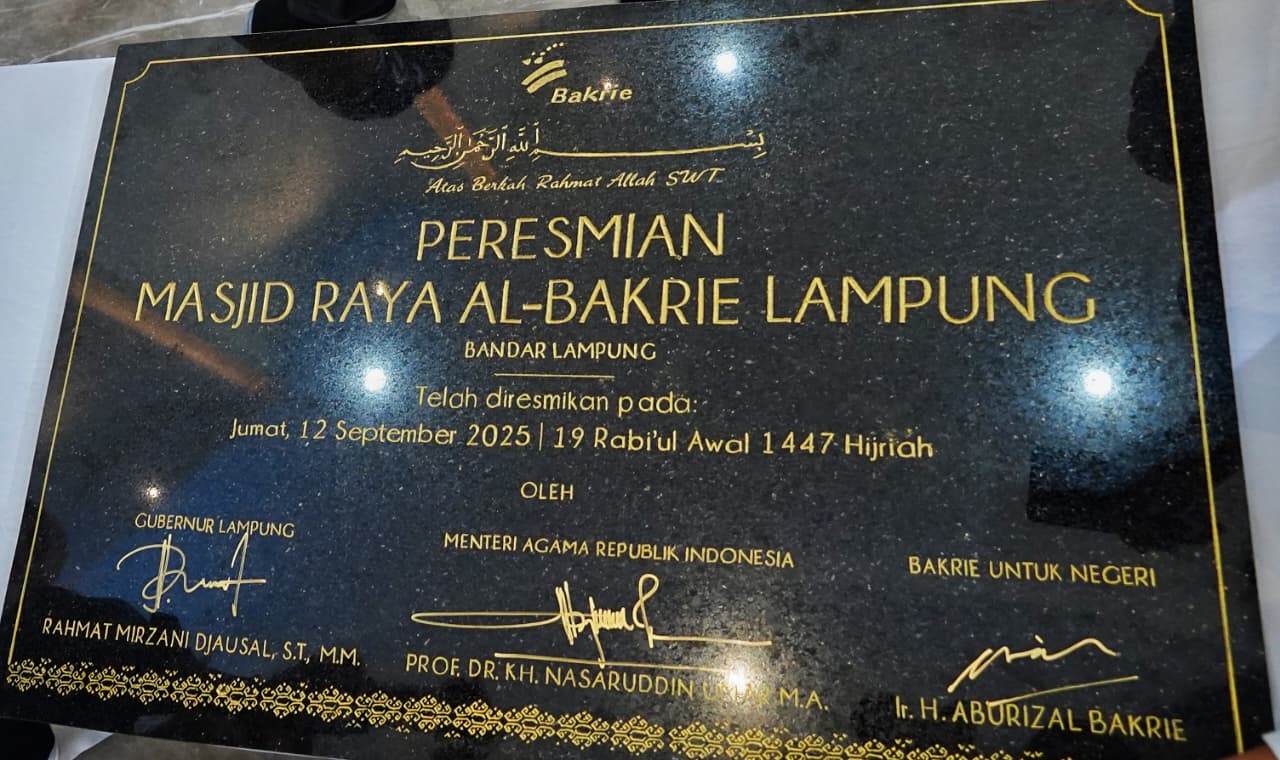 Bakrie
بِسْمِ اللَّهِ الرَّحْمَٰنِ الرَّحِيمِ
Atas Berkah Rahmat Allah SWT
PERESMIAN
MASJID RAYA AL-BAKRIE LAMPUNG
BANDAR LAMPUNG
Telah diresmikan pada:
Jumat, 12 September 2025 | 19 Rabi'ul Awal 1447 Hijriah
OLEH
GUBERNUR LAMPUNG
RAHMAT MIRZANI DJAUSAL, S.T., M.M.
MENTERI AGAMA REPUBLIK INDONESIA
PROF. DR. KH. NASARUDDIN UMAR M.A.
BAKRIE UNTUK NEGERI
Ir. H. ABURIZAL BAKRIE